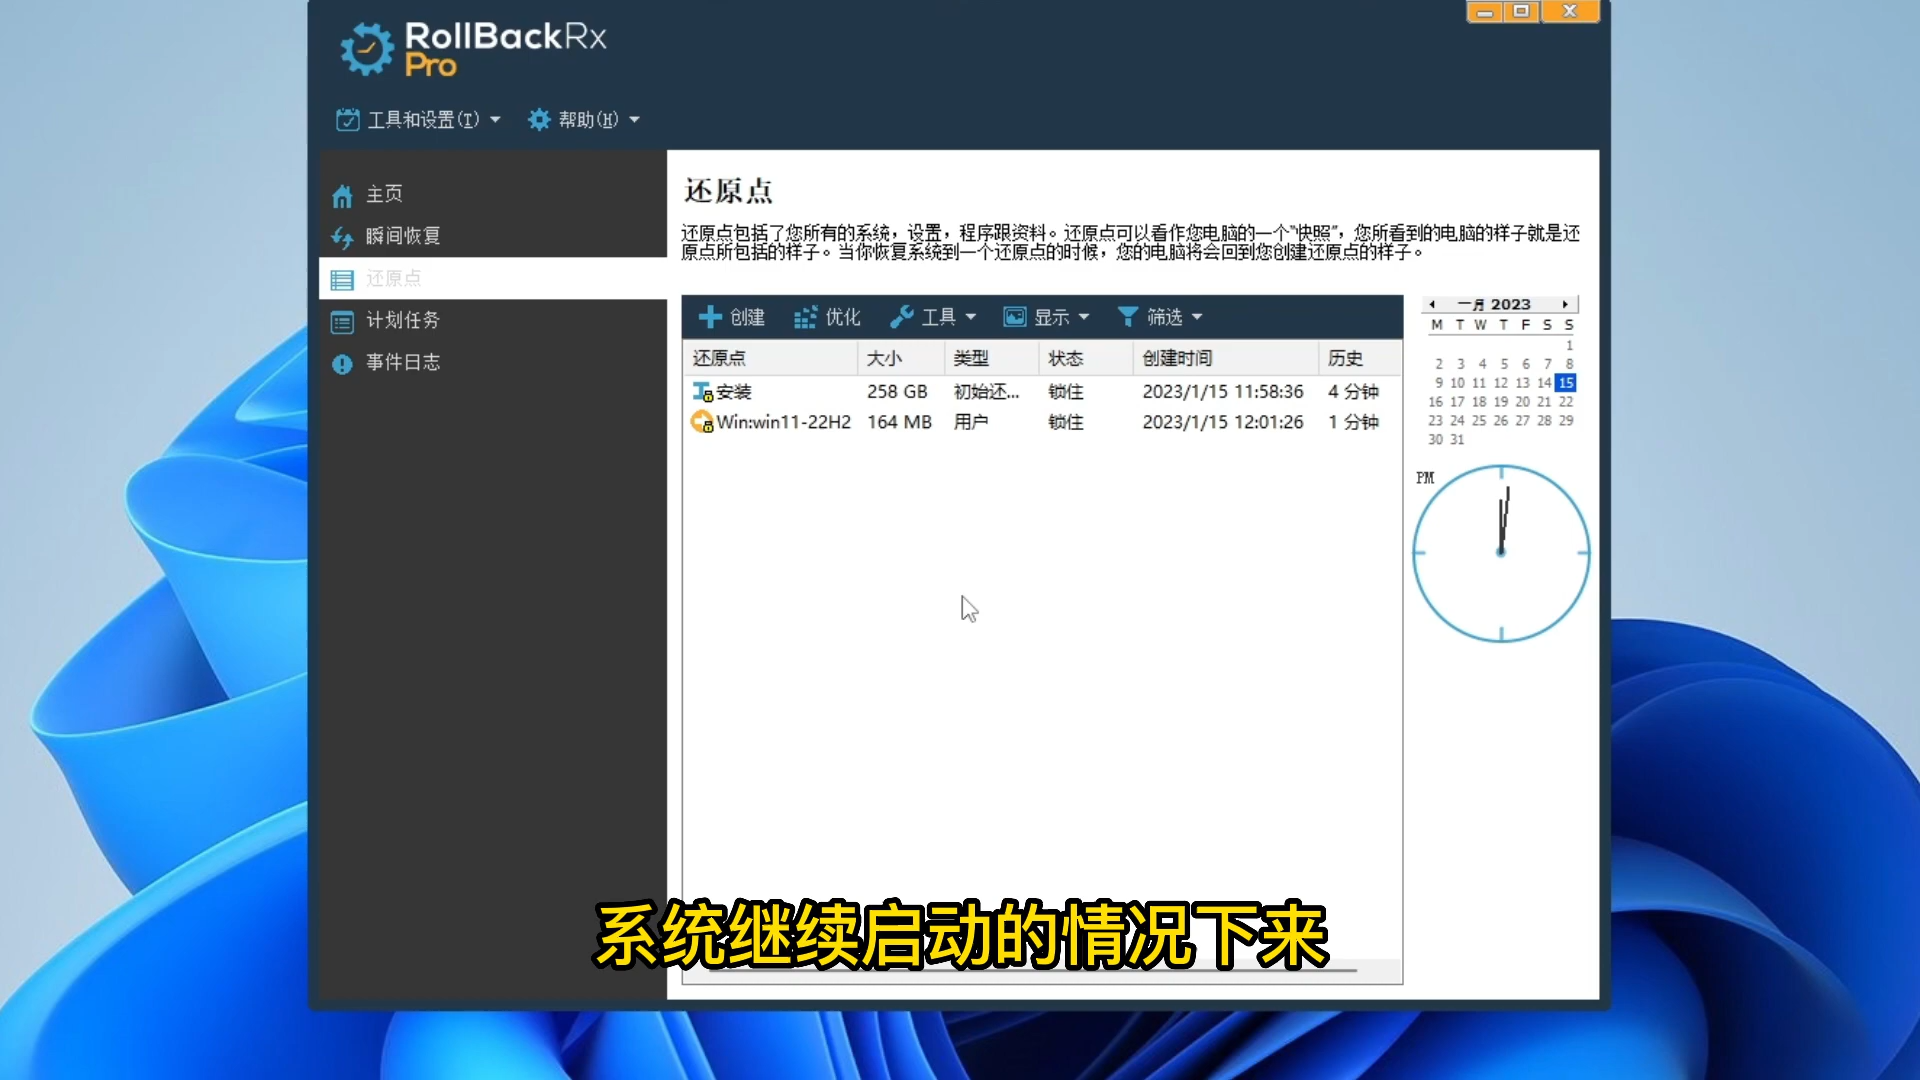 RollBackRx
Pro
工具和设置(T) 帮助(H)
主页
瞬间恢复
还原点
计划任务
事件日志
还原点
还原点包括了您所有的系统，设置，程序跟资料。还原点可以看作您电脑的一个“快照”，您所看到的电脑的样子就是还
原点所包括的样子。当你恢复系统到一个还原点的时候，您的电脑将会回到您创建还原点的样子。
创建 优化 工具 显示 筛选
还原点 大小 类型 状态 创建时间 历史
安装 258 GB 初始还... 锁住 2023/1/15 11:58:36 4 分钟
Win:win11-22H2 164 MB 用户 锁住 2023/1/15 12:01:26 1 分钟
一月 2023
M T W T F S S
1
2 3 4 5 6 7 8
9 10 11 12 13 14 15
16 17 18 19 20 21 22
23 24 25 26 27 28 29
30 31
PM
系统继续启动的情况下来